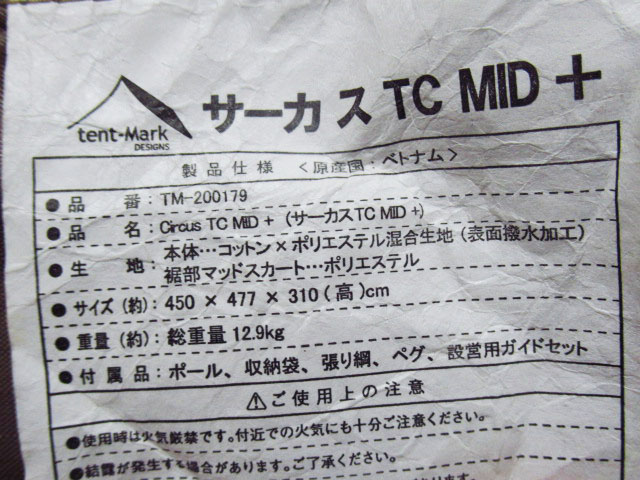 tent-Mark
DESIGNS
サーカス TC MID +
製品仕様 〈原産国：ベトナム〉
●品番：TM-200179
●品名：Circus TC MID + (サーカスTC MID +)
●生地：本体…コットン×ポリエステル混合生地（表面撥水加工）
裾部マッドスカート…ポリエステル
●サイズ（約）：450 × 477 × 310（高）cm
●重量（約）：総重量 12.9kg
●付属品：ポール、収納袋、張り綱、ペグ、設営用ガイドセット
⚠ご使用上の注意
●使用時は火気厳禁です。付近での火気にも十分ご注意ください。
●結露が発生する場合があります。ご了承ください。